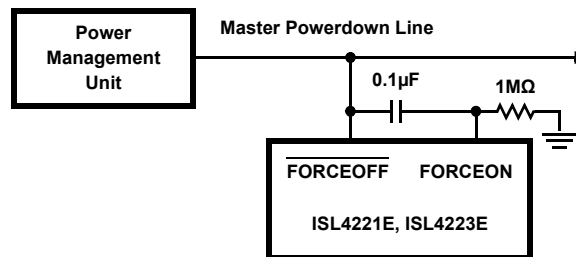 Power
Management
Unit
Master Powerdown Line
0.1µF
1MΩ
FORCEOFF FORCEON
ISL4221E, ISL4223E